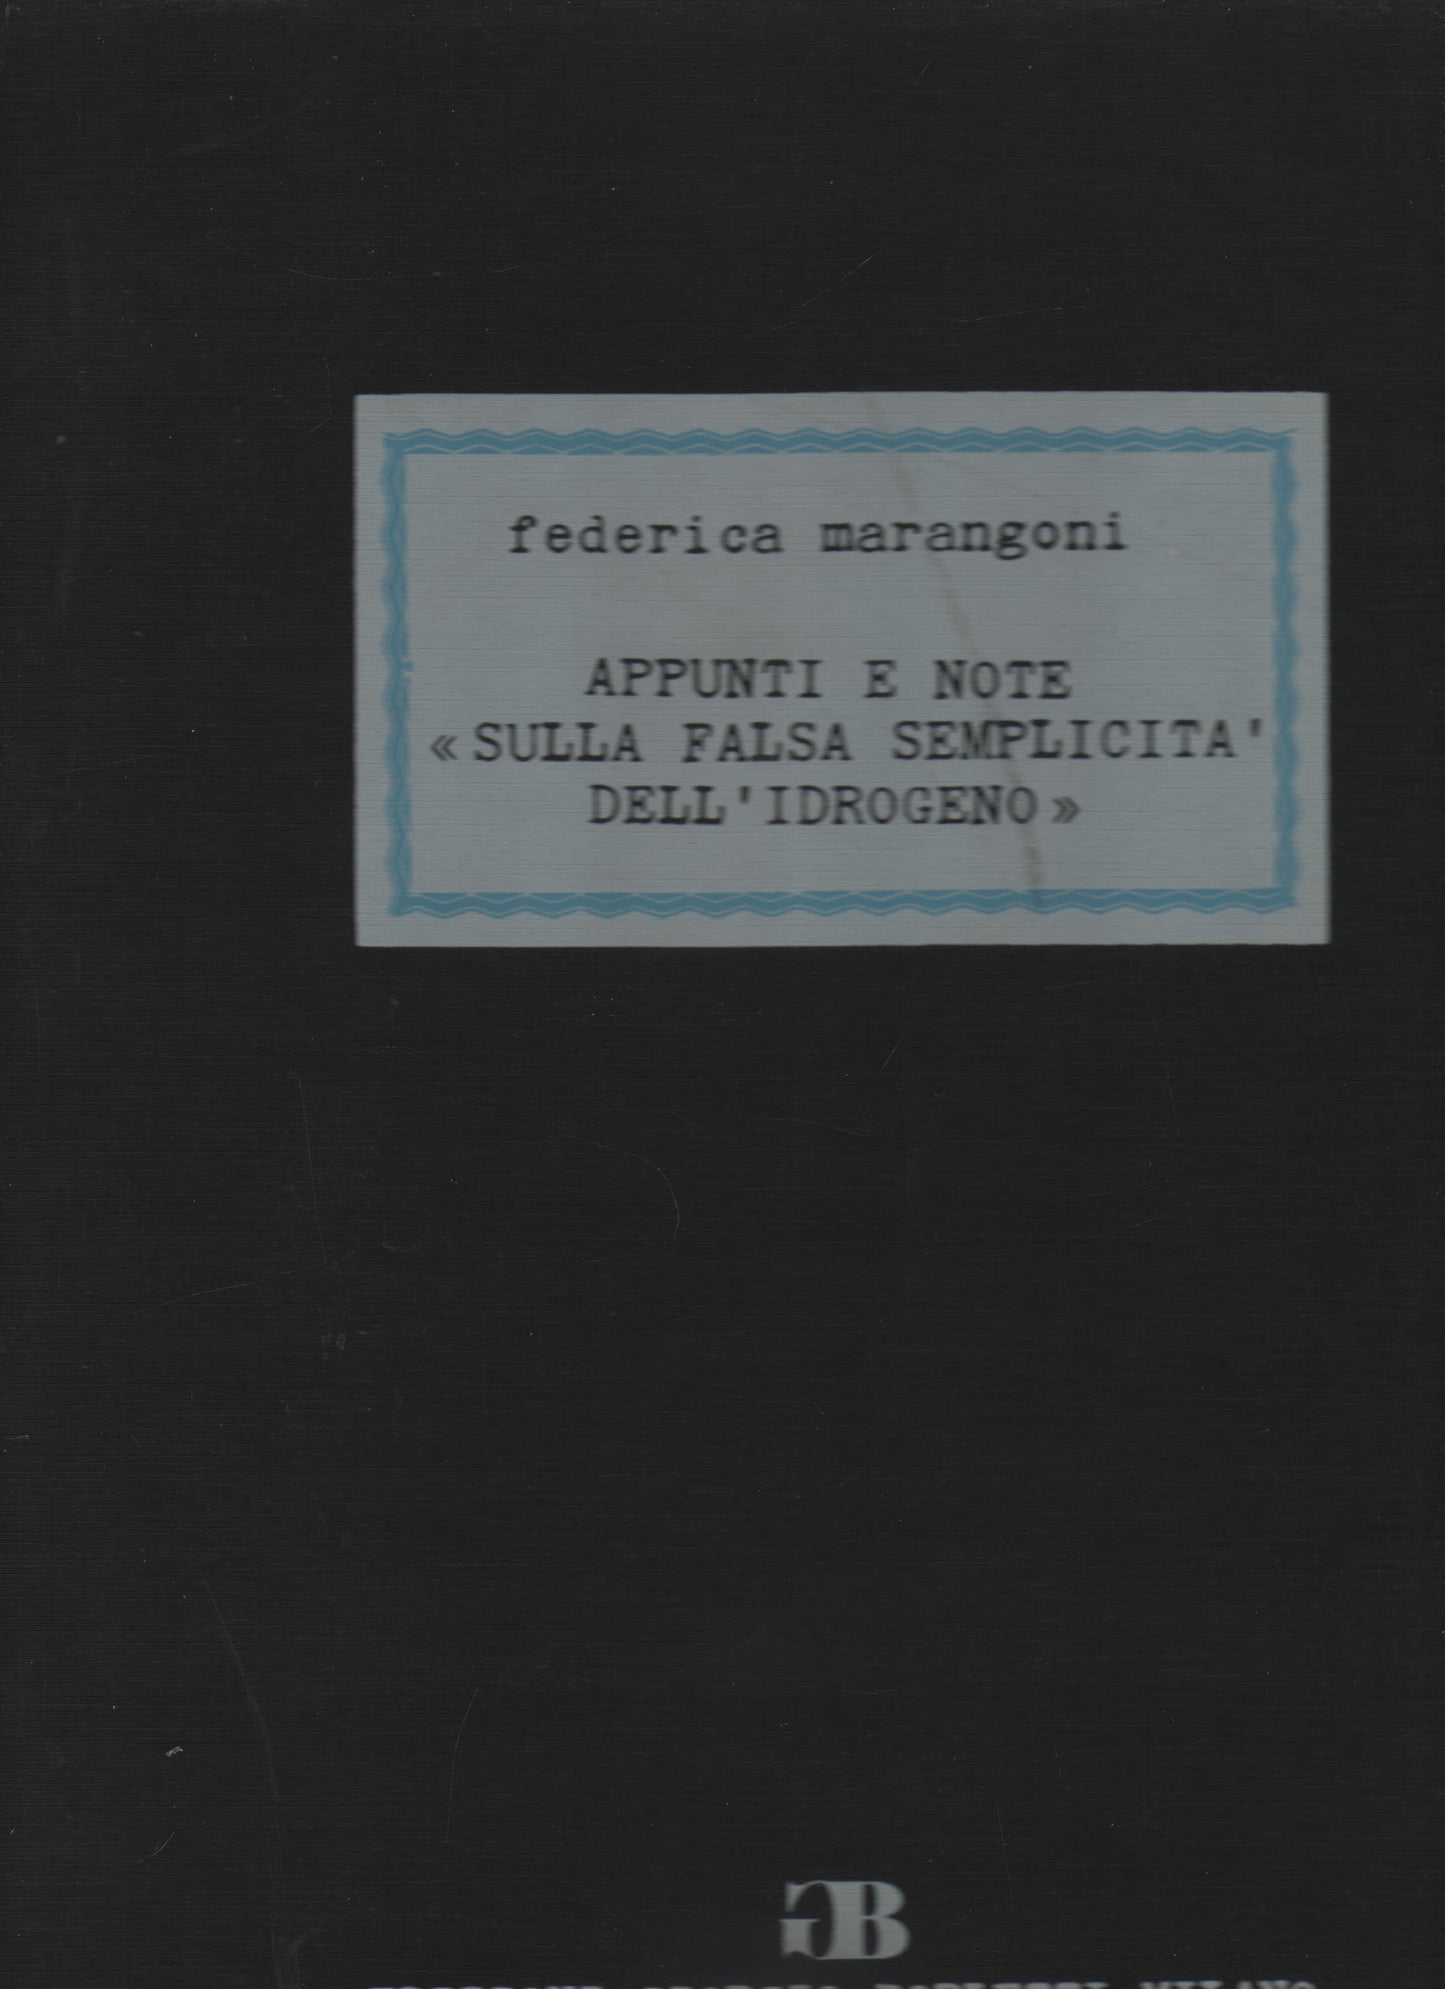 federica marangoni
APPUNTI E NOTE
«SULLA FALSA SEMPLICITA'
DELL'IDROGENO»
GB